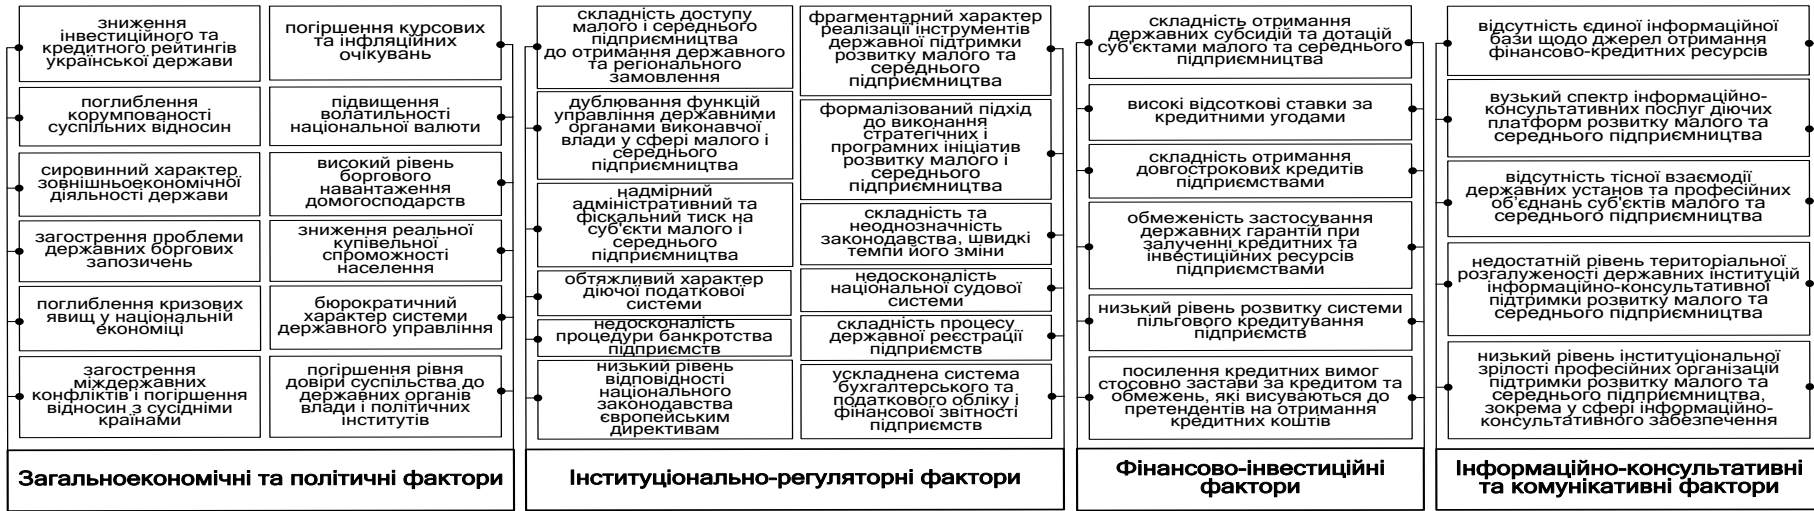 зниження
інвестиційного та
кредитного рейтингів
української держави
поглиблення
корумпованості
суспільних відносин
сировинний характер
зовнішньоекономічної
діяльності держави
загострення проблеми
державних боргових
запозичень
поглиблення кризових
явищ у національній
економіці
загострення
міждержавних
конфліктів і погіршення
відносин з сусідніми
країнами
погіршення курсових
та інфляційних
очікувань
підвищення
волатильності
національної валюти
високий рівень
боргового
навантаження
домогосподарств
зниження реальної
купівельної
спроможності
населення
бюрократичний
характер системи
державного управління
погіршення рівня
довіри суспільства до
державних органів
влади і політичних
інститутів
Загальноекономічні та політичні фактори
складність доступу
малого і середнього
підприємництва
до отримання державного
та регіонального
замовлення
дублювання функцій
управління державними
органами виконавчої
влади у сфері малого і
середнього
підприємництва
надмірний
адміністративний та
фіскальний тиск на
суб'єкти малого і
середнього
підприємництва
обтяжливий характер
діючої податкової
системи
недосконалість
процедури банкротства
підприємств
низький рівень
відповідності
національного
законодавства
європейським
директивам
фрагментарний характер
реалізації інструментів
державної підтримки
розвитку малого та
середнього
підприємництва
формалізований підхід
до виконання
стратегічних і
програмних ініціатив
розвитку малого і
середнього
підприємництва
складність та
неоднозначність
законодавства, швидкі
темпи його зміни
недосконалість
національної судової
системи
складність процесу
державної реєстрації
підприємств
ускладнена система
бухгалтерського та
податкового обліку і
фінансової звітності
підприємств
Інституціонально-регуляторні фактори
складність отримання
державних субсидій та дотацій
суб'єктами малого та середнього
підприємництва
високі відсоткові ставки за
кредитними угодами
складність отримання
довгострокових кредитів
підприємствами
обмеженість застосування
державних гарантій при
залученні кредитних та
інвестиційних ресурсів
підприємствами
низький рівень розвитку системи
пільгового кредитування
підприємств
посилення кредитних вимог
стосовно застави за кредитом та
обмежень, які висуваються до
претендентів на отримання
кредитних коштів
Фінансово-інвестиційні
фактори
відсутність єдиної інформаційної
бази щодо джерел отримання
фінансово-кредитних ресурсів
вузький спектр інформаційно-
консультативних послуг діючих
платформ розвитку малого та
середнього підприємництва
відсутність тісної взаємодії
державних установ та професійних
об'єднань суб'єктів малого та
середнього підприємництва
недостатній рівень територіальної
розгалуженості державних інституцій
інформаційно-консультативної
підтримки розвитку малого та
середнього підприємництва
низький рівень інституціональної
зрілості професійних організацій
підтримки розвитку малого та
середнього підприємництва,
зокрема у сфері інформаційно-
консультативного забезпечення
Інформаційно-консультативні
та комунікативні фактори